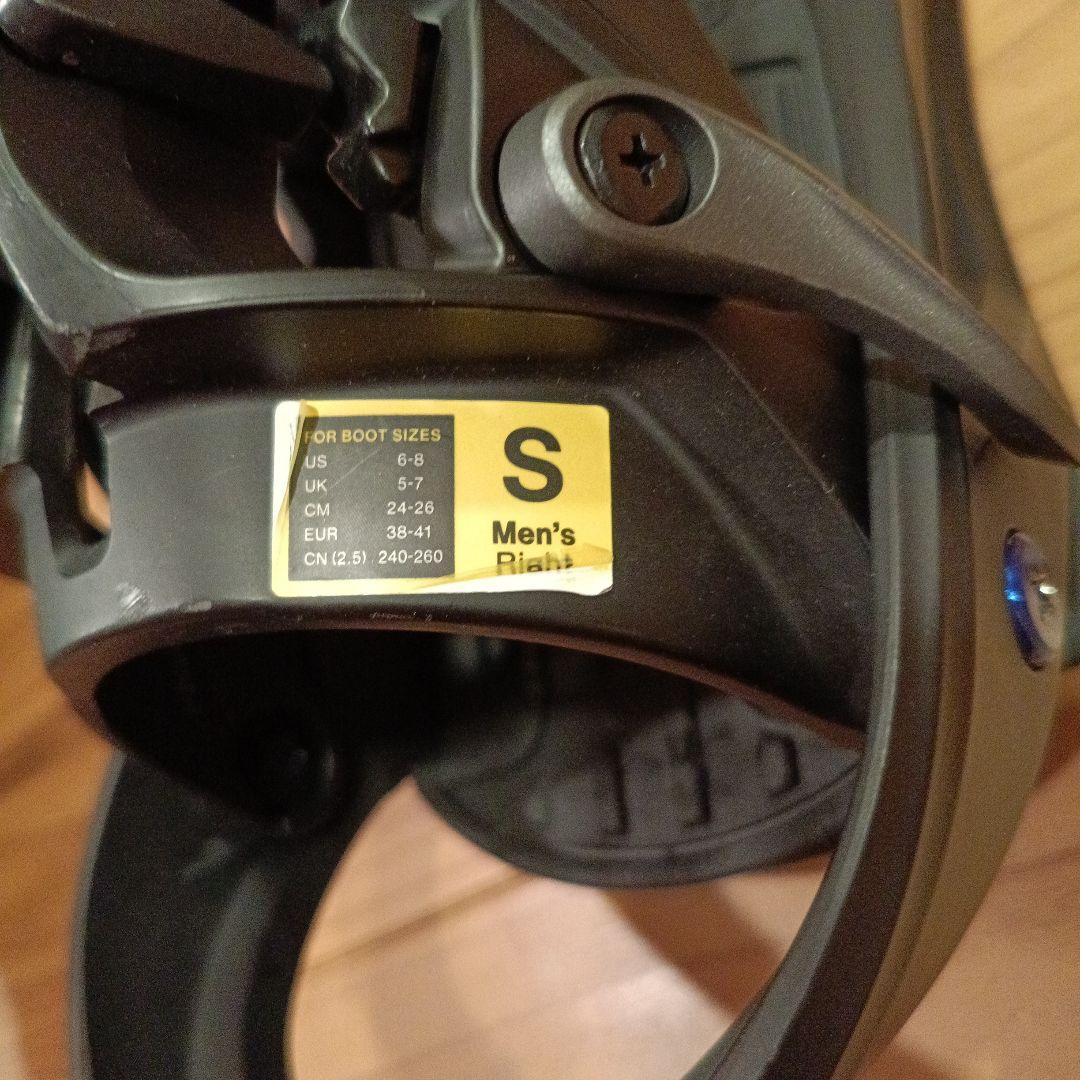 FOR BOOT SIZES
US 6-8
UK 5-7
CM 24-26
EUR 38-41
CN (2.5) 240-260
S
Men's
Right